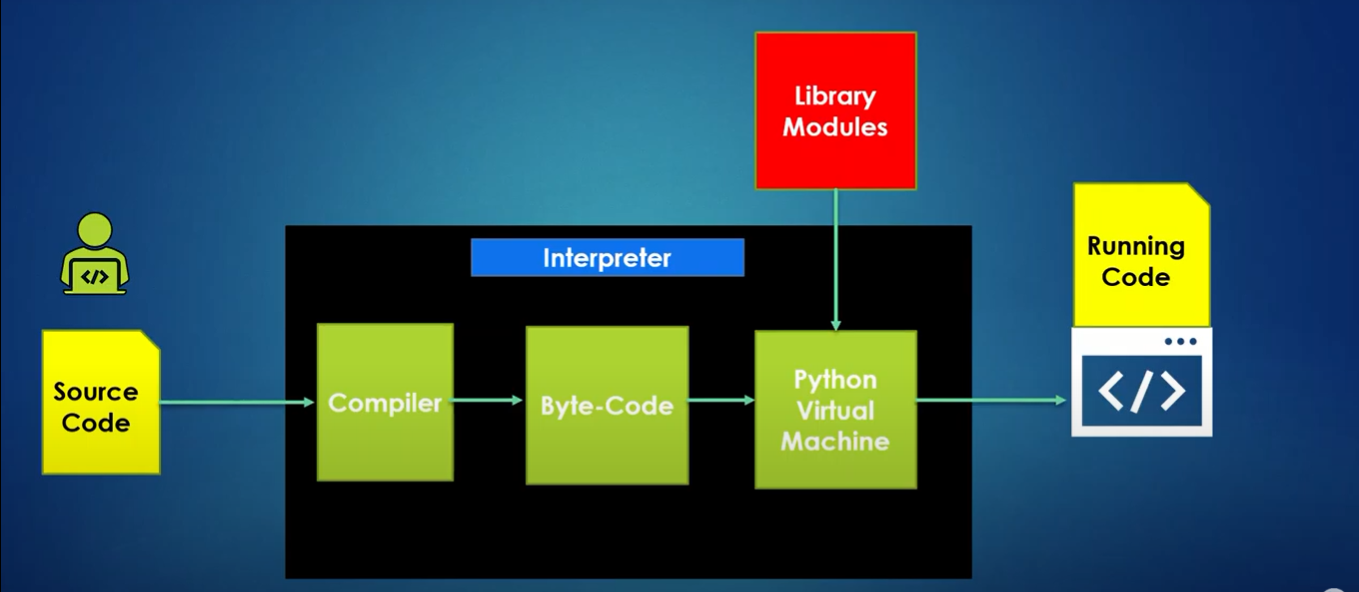 Library
Modules
Interpreter
Running
Code
</>
Source
Code
Compiler
Byte-Code
Python
Virtual
Machine
</>